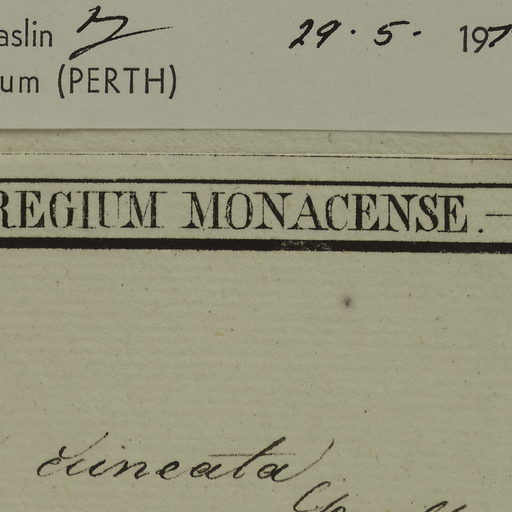 aslin 29. 5. 197
um (PERTH)
REGIUM MONACENSE.—
cuneata